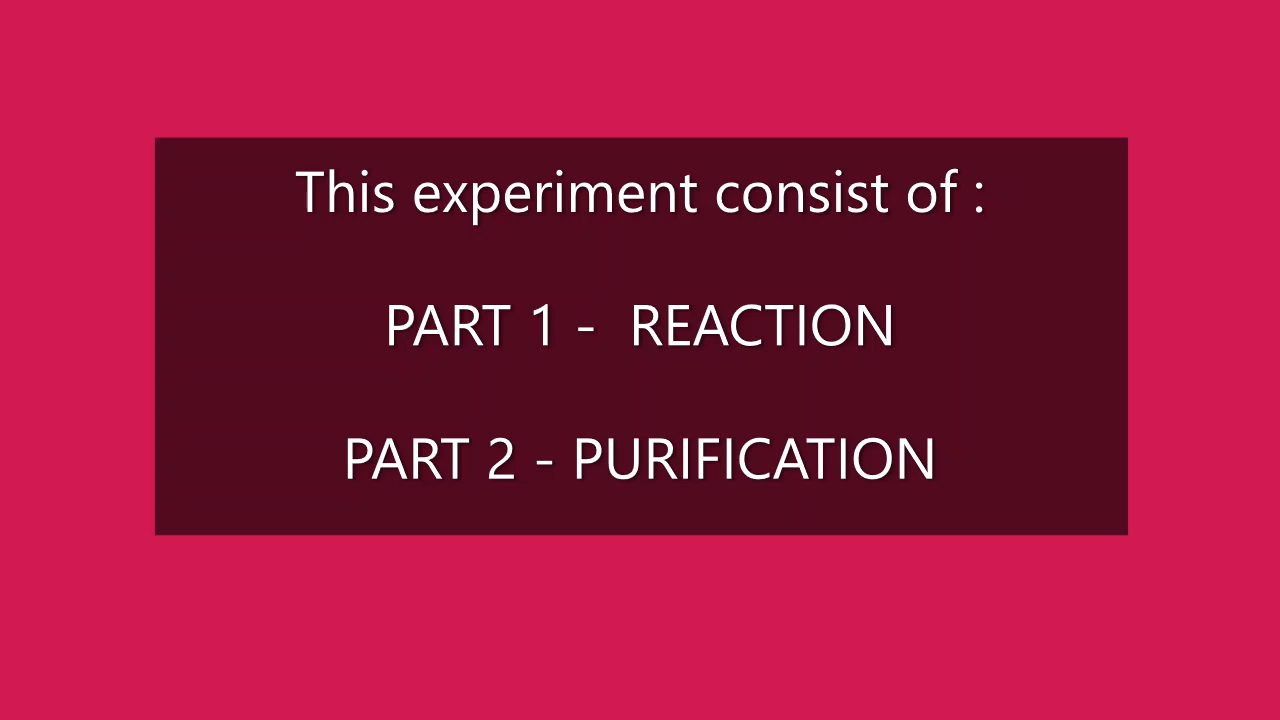 This experiment consist of :
PART 1 -  REACTION
PART 2 - PURIFICATION